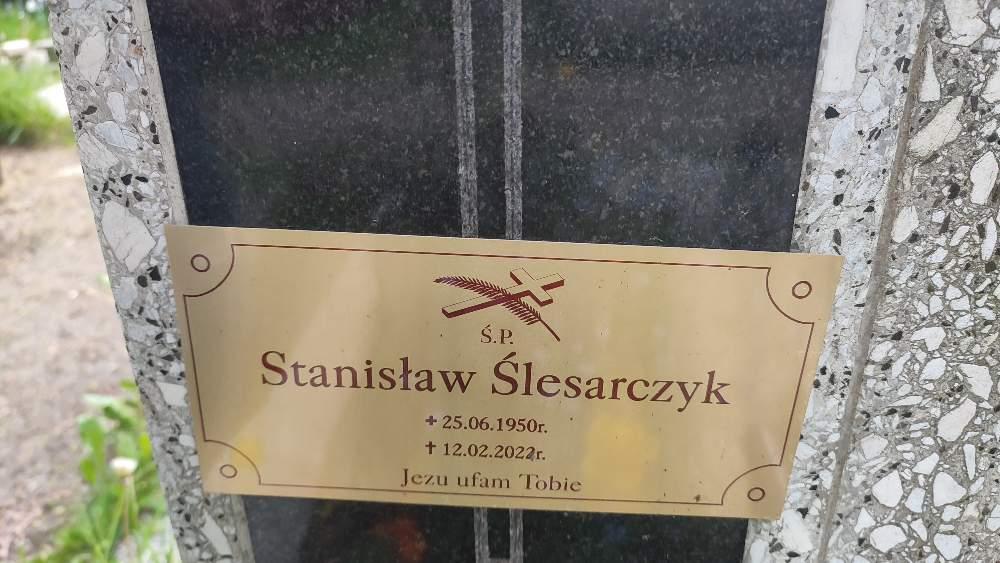 Ś.P.
Stanisław Ślesarczyk
+ 25.06.1950r.
† 12.02.2022r.
Jezu ufam Tobie